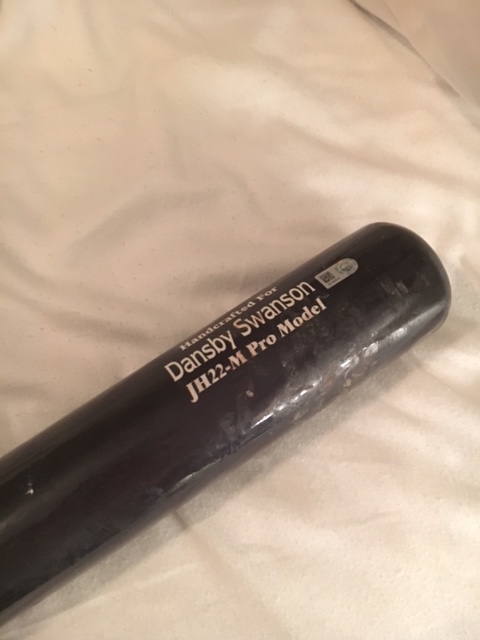 Handcrafted For
Dansby Swanson
JH22-M Pro Model